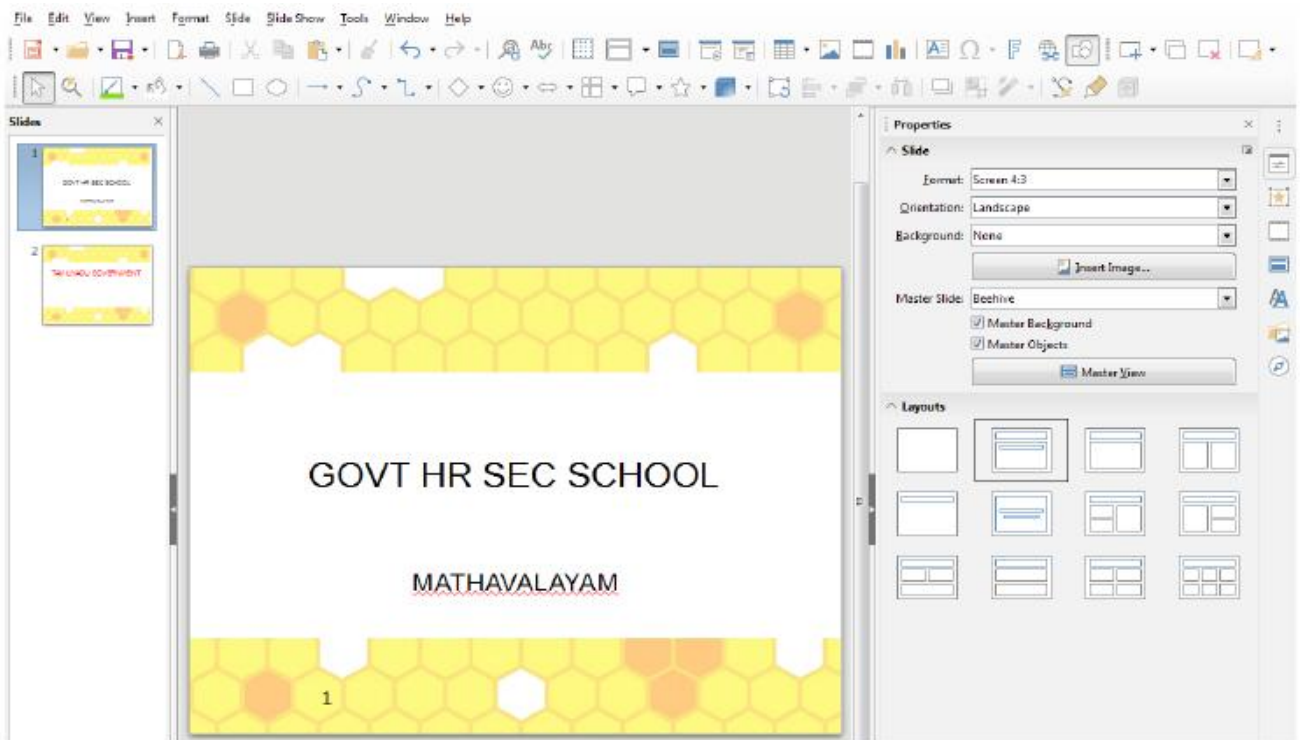 File Edit View Insert Format Slide Slide Show Tools Window Help
Slides
1
GOVT HR SEC SCHOOL
MATHAVALAYAM
2
TAMILNADU GOVERNMENT
GOVT HR SEC SCHOOL
MATHAVALAYAM
1
Properties
Slide
Format: Screen 4:3
Orientation: Landscape
Background: None
Insert Image...
Master Slide: Beehive
Master Background
Master Objects
Master View
Layouts